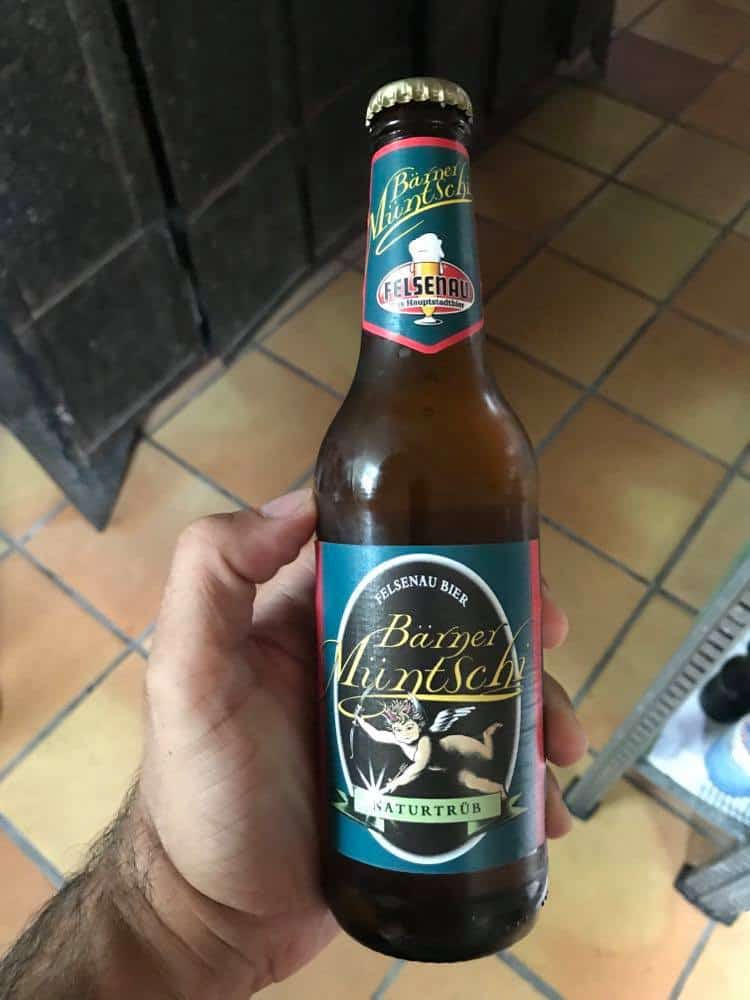 Bärner
Müntschi
FELSENAU
Hauptstadtbier
FELSENAU BIER
Bärner
Müntschi
NATURTRÜB